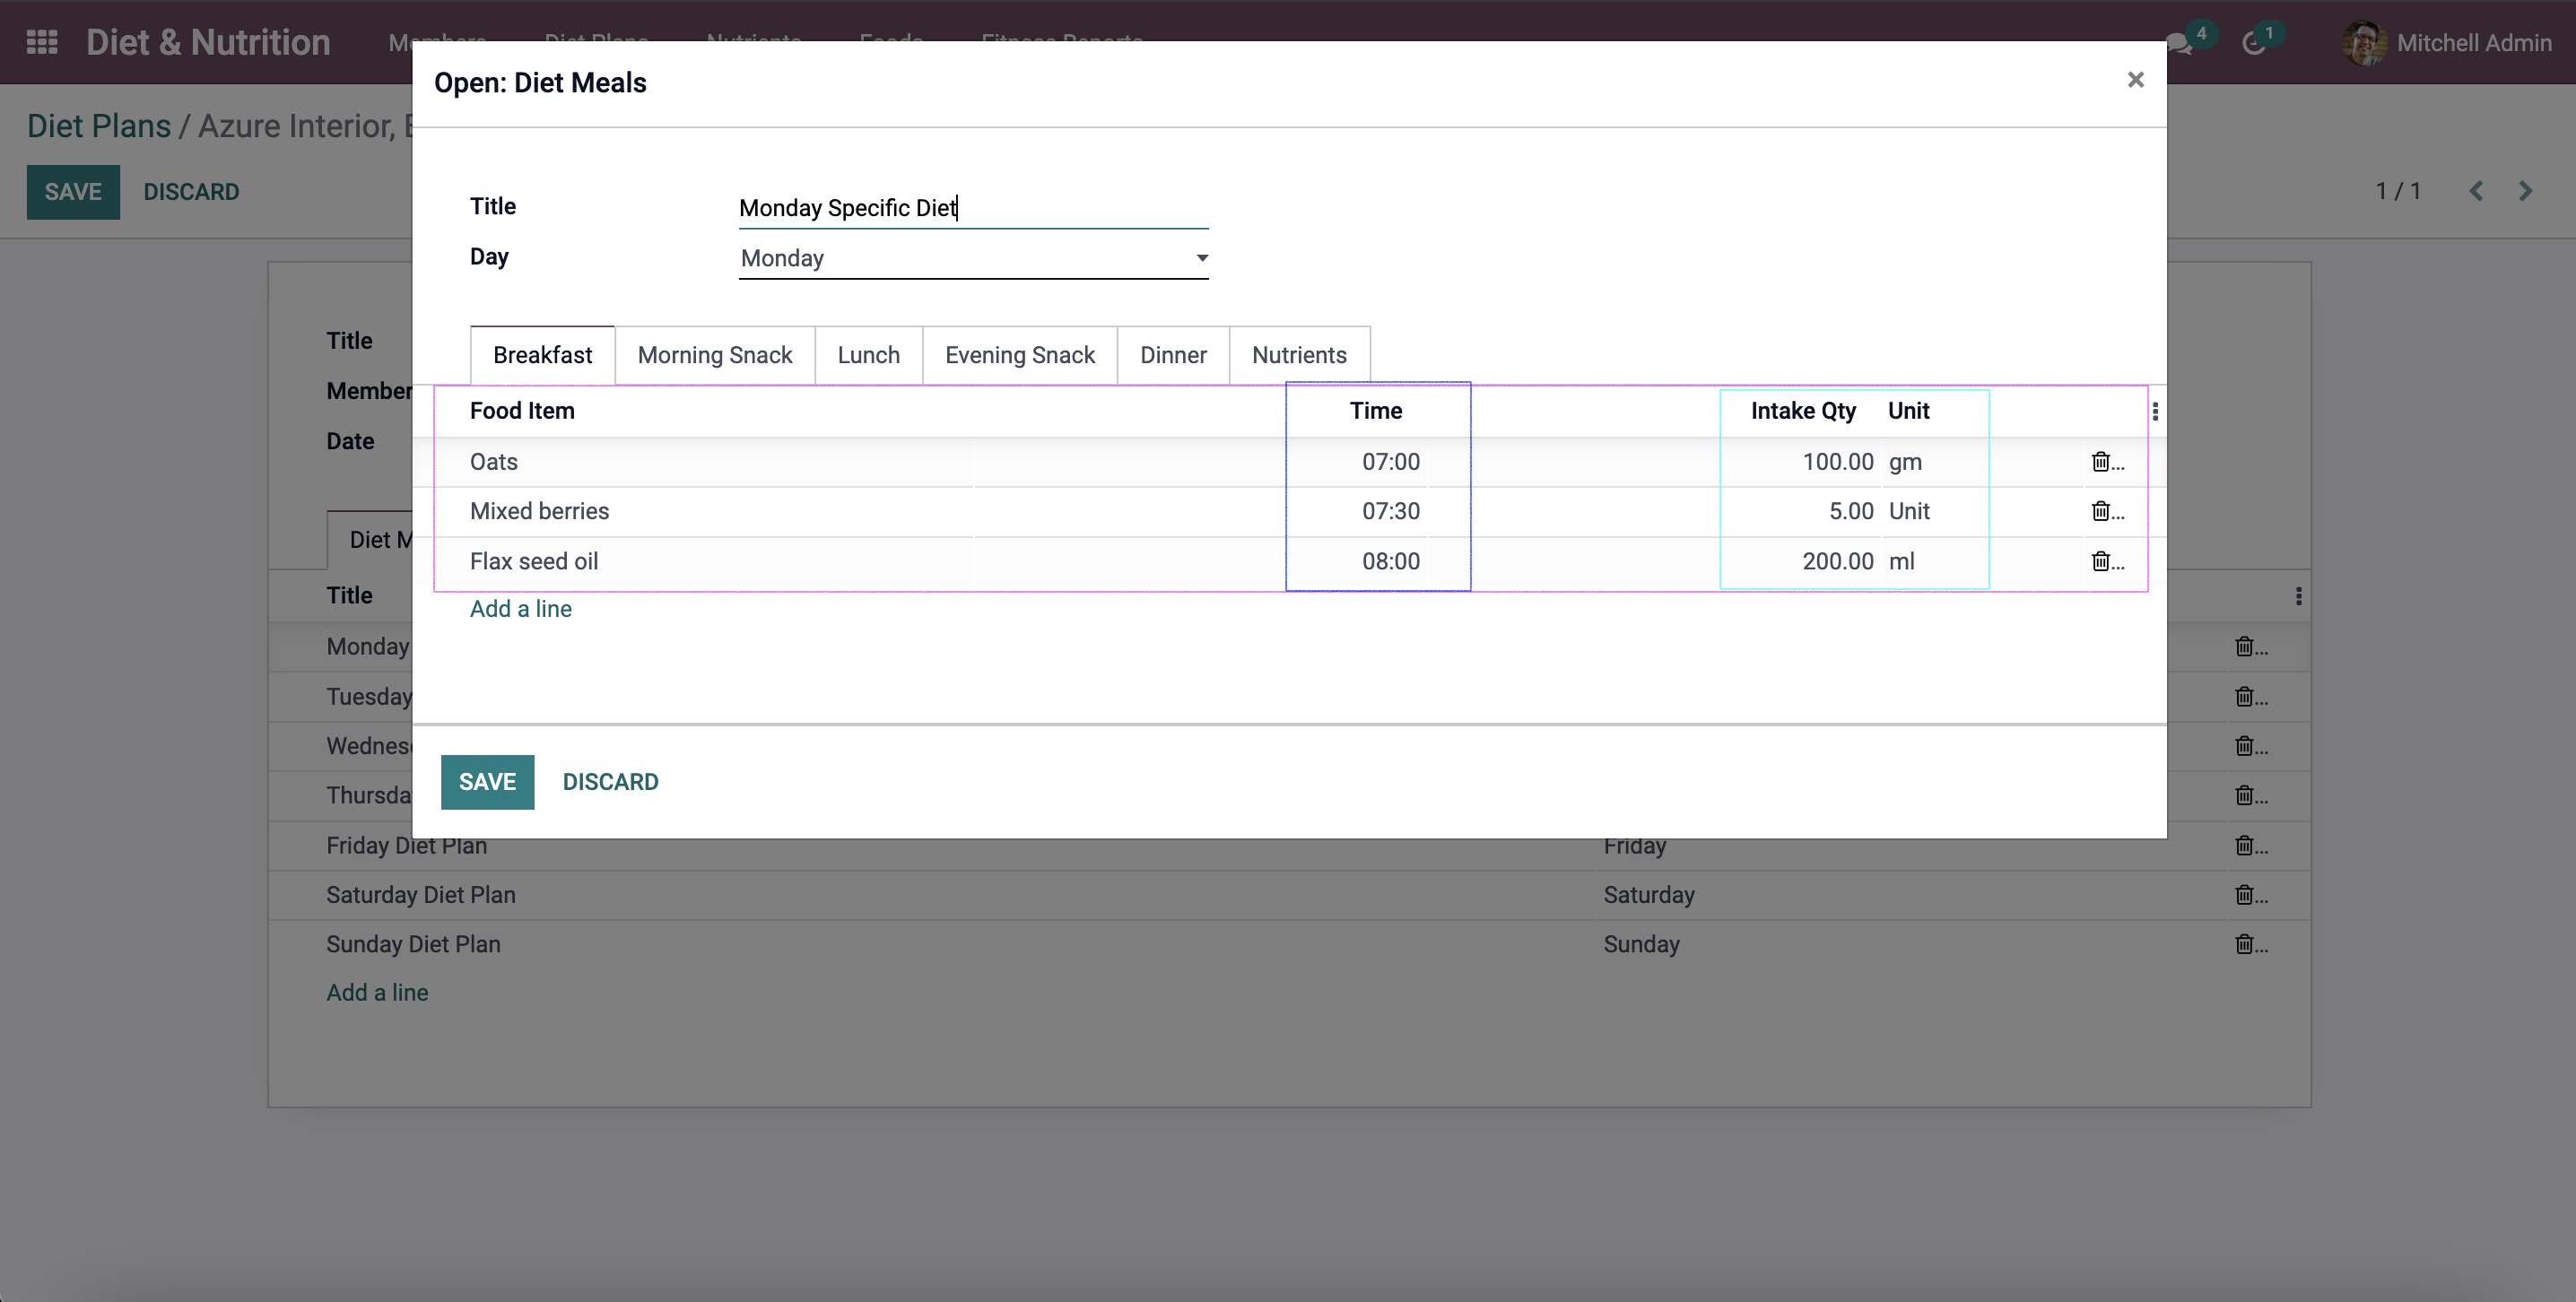 Diet & Nutrition Members Diet Plans Nutrients Foods Fitness Reports 4 1 Mitchell Admin
Open: Diet Meals ×
Diet Plans / Azure Interior,
SAVE DISCARD 1 / 1
Title Monday Specific Diet
Day Monday
Breakfast Morning Snack Lunch Evening Snack Dinner Nutrients
Food Item Time Intake Qty Unit
Oats 07:00 100.00 gm ...
Mixed berries 07:30 5.00 Unit ...
Flax seed oil 08:00 200.00 ml ...
Add a line
SAVE DISCARD
Title
Member
Date
Diet M
Title
Monday ...
Tuesday ...
Wednes ...
Thursda ...
Friday Diet Plan Friday ...
Saturday Diet Plan Saturday ...
Sunday Diet Plan Sunday ...
Add a line